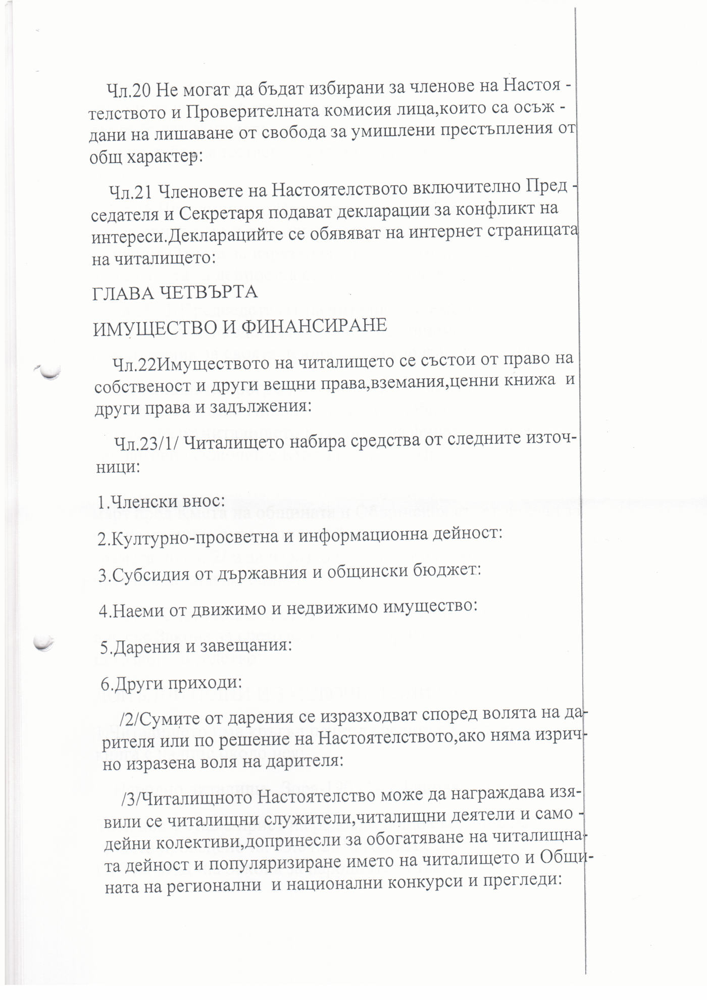 Чл.20 Не могат да бъдат избирани за членове на Настоя -
телството и Проверителната комисия лица,които са осъж -
дани на лишаване от свобода за умишлени престъпления от
общ характер:
Чл.21 Членовете на Настоятелството включително Пред -
седателя и Секретаря подават декларации за конфликт на
интереси.Деклараций­те се обявяват на интернет страницата
на читалището:
ГЛАВА ЧЕТВЪРТА
ИМУЩЕСТВО И ФИНАНСИРАНЕ
Чл.22Имуществото на читалището се състои от право на
собственост и други вещни права,вземания,ценни книжа  и
други права и задължения:
Чл.23/1/ Читалището набира средства от следните източ-
ници:
1.Членски внос:
2.Културно-просветна и информационна дейност:
3.Субсидия от държавния и общински бюджет:
4.Наеми от движимо и недвижимо имущество:
5.Дарения и завещания:
6.Други приходи:
/2/Сумите от дарения се изразходват според волята на да-
рителя или по решение на Настоятелството,ако няма изрич-
но изразена воля на дарителя:
/3/Читалищното Настоятелство може да награждава изя-
вили се читалищни служители,читалищни деятели и само -
дейни колективи,допринесли за обогатяване на читалищна-
та дейност и популяризиране името на читалището и Общи-
ната на регионални  и национални конкурси и прегледи: